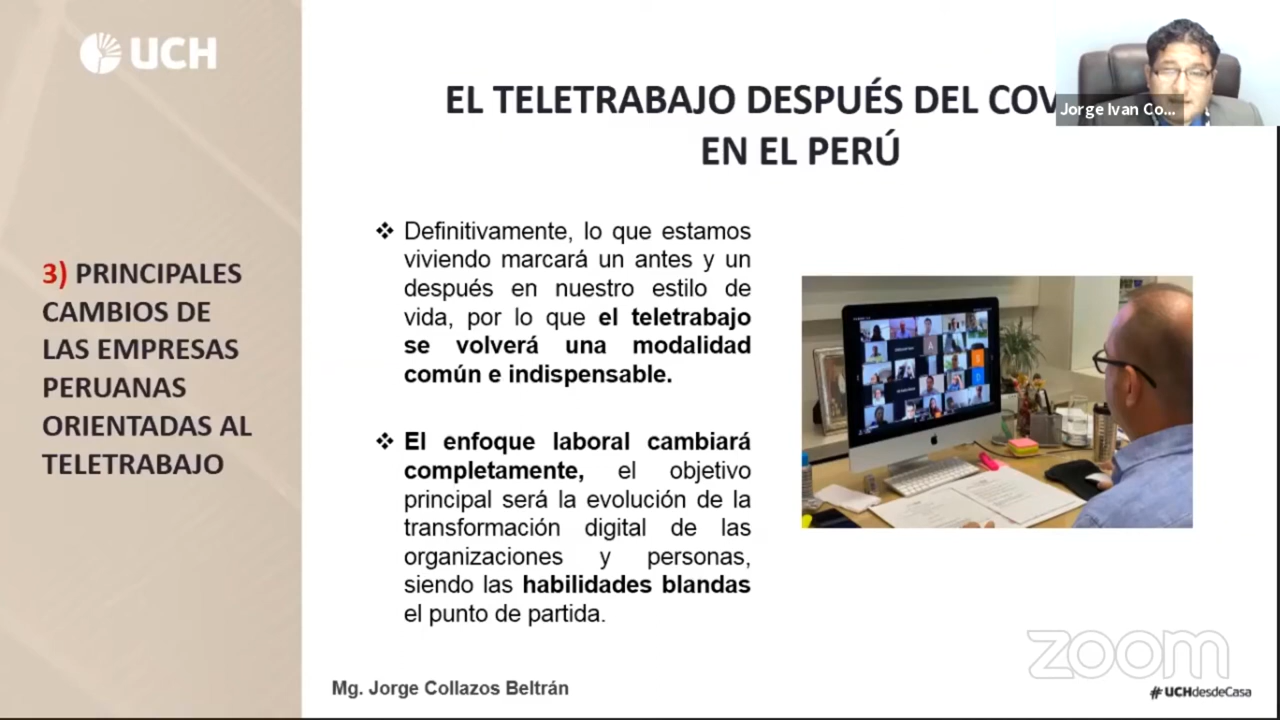 UCH
EL TELETRABAJO DESPUÉS DEL
EN EL PERÚ
Jorge Ivan Co...
3) PRINCIPALES
CAMBIOS DE
LAS EMPRESAS
PERUANAS
ORIENTADAS AL
TELETRABAJO
❖ Definitivamente, lo que estamos
viviendo marcará un antes y un
después en nuestro estilo de
vida, por lo que el teletrabajo
se volverá una modalidad
común e indispensable.
❖ El enfoque laboral cambiará
completamente, el objetivo
principal será la evolución de la
transformación digital de las
organizaciones y personas,
siendo las habilidades blandas
el punto de partida.
zoom
Mg. Jorge Collazos Beltrán
#UCHdesdeCasa